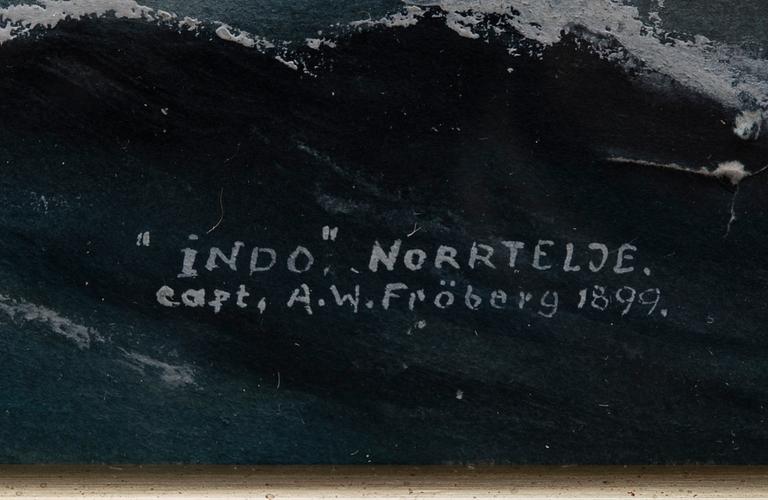 "iNDO". NORRTELJE.
capt, A.W.Fröberg 1899.